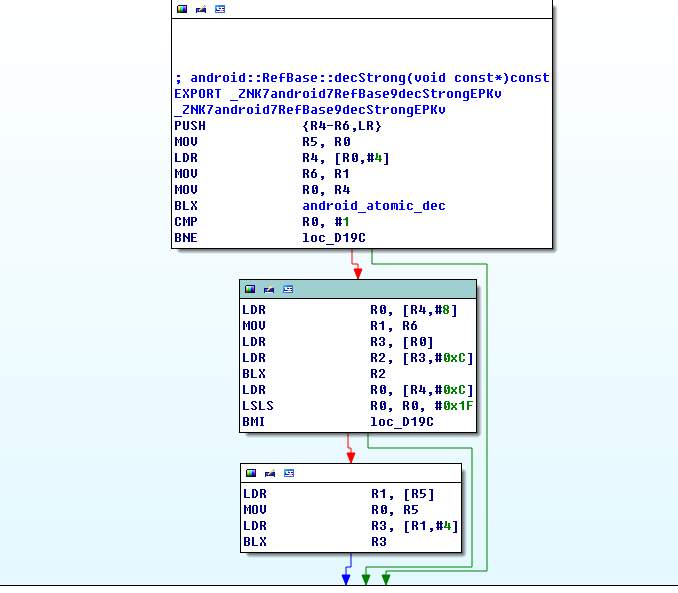 ; android::RefBase::decStrong(void const*)const
EXPORT _ZNK7android7RefBase9decStrongEPKv
_ZNK7android7RefBase9decStrongEPKv
PUSH {R4-R6,LR}
MOV R5, R0
LDR R4, [R0,#4]
MOV R6, R1
MOV R0, R4
BLX android_atomic_dec
CMP R0, #1
BNE loc_D19C
LDR R0, [R4,#8]
MOV R1, R6
LDR R3, [R0]
LDR R2, [R3,#0xC]
BLX R2
LDR R0, [R4,#0xC]
LSLS R0, R0, #0x1F
BMI loc_D19C
LDR R1, [R5]
MOV R0, R5
LDR R3, [R1,#4]
BLX R3